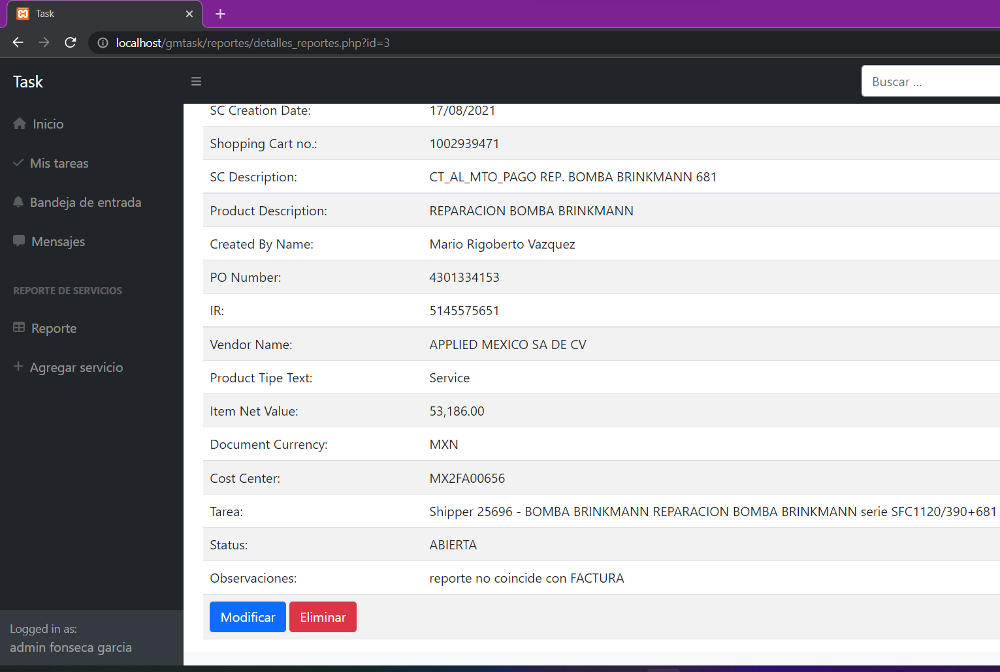 Task
localhost/gmtask/reportes/detalles_reportes.php?id=3
Task
Buscar ...
Inicio
Mis tareas
Bandeja de entrada
Mensajes
REPORTE DE SERVICIOS
Reporte
Agregar servicio
Logged in as:
admin fonseca garcia
SC Creation Date: 17/08/2021
Shopping Cart no.: 1002939471
SC Description: CT_AL_MTO_PAGO REP. BOMBA BRINKMANN 681
Product Description: REPARACION BOMBA BRINKMANN
Created By Name: Mario Rigoberto Vazquez
PO Number: 4301334153
IR: 5145575651
Vendor Name: APPLIED MEXICO SA DE CV
Product Tipe Text: Service
Item Net Value: 53,186.00
Document Currency: MXN
Cost Center: MX2FA00656
Tarea: Shipper 25696 - BOMBA BRINKMANN REPARACION BOMBA BRINKMANN serie SFC1120/390+681
Status: ABIERTA
Observaciones: reporte no coincide con FACTURA
Modificar Eliminar